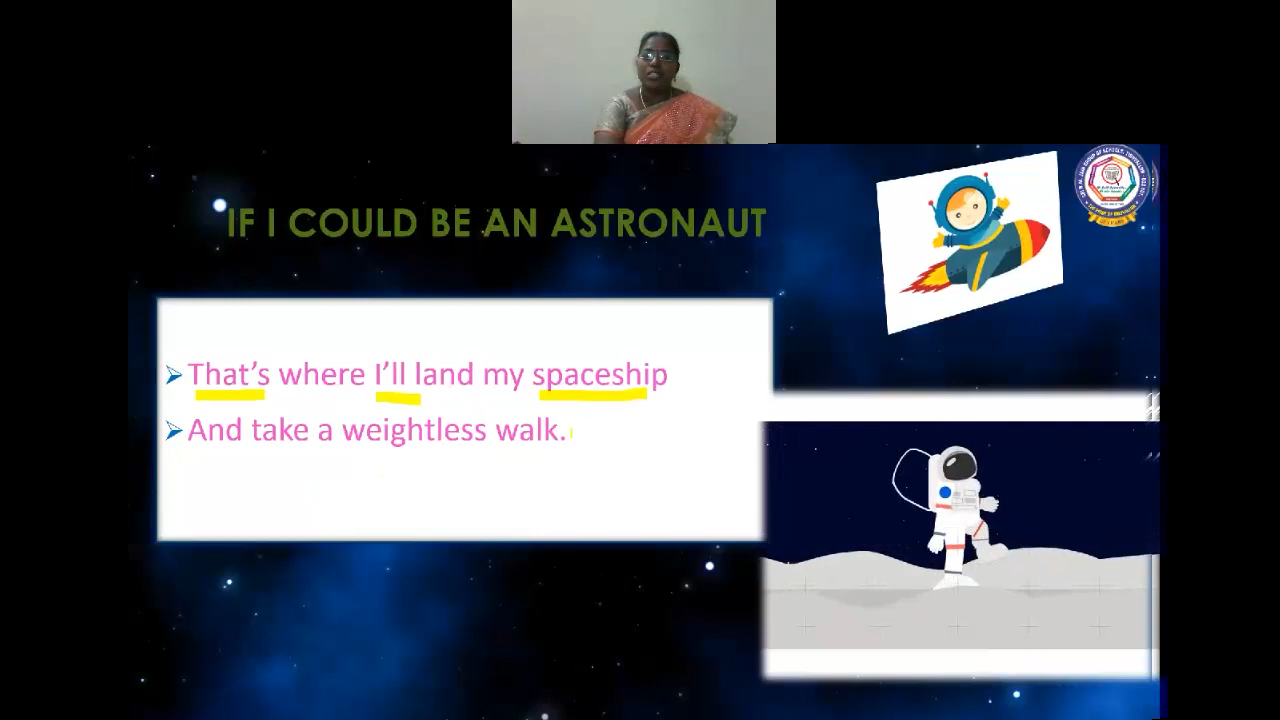 IF I COULD BE AN ASTRONAUT
That's where I'll land my spaceship
And take a weightless walk.